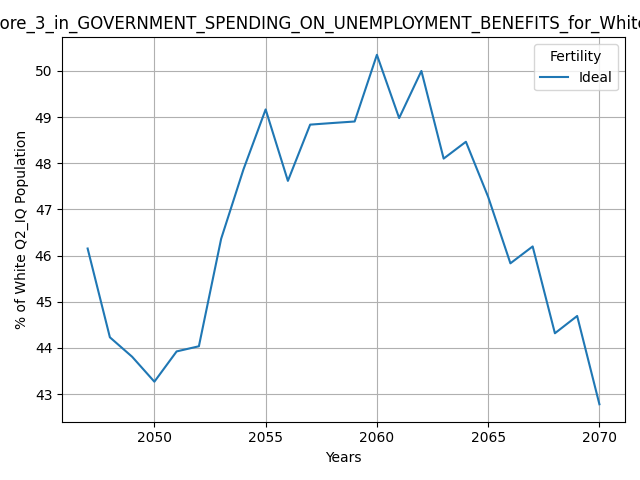 ore_3_in_GOVERNMENT_SPENDING_ON_UNEMPLOYMENT_BENEFITS_for_White
Fertility
Ideal
% of White Q2_IQ Population
50
49
48
47
46
45
44
43
2050
2055
2060
2065
2070
Years